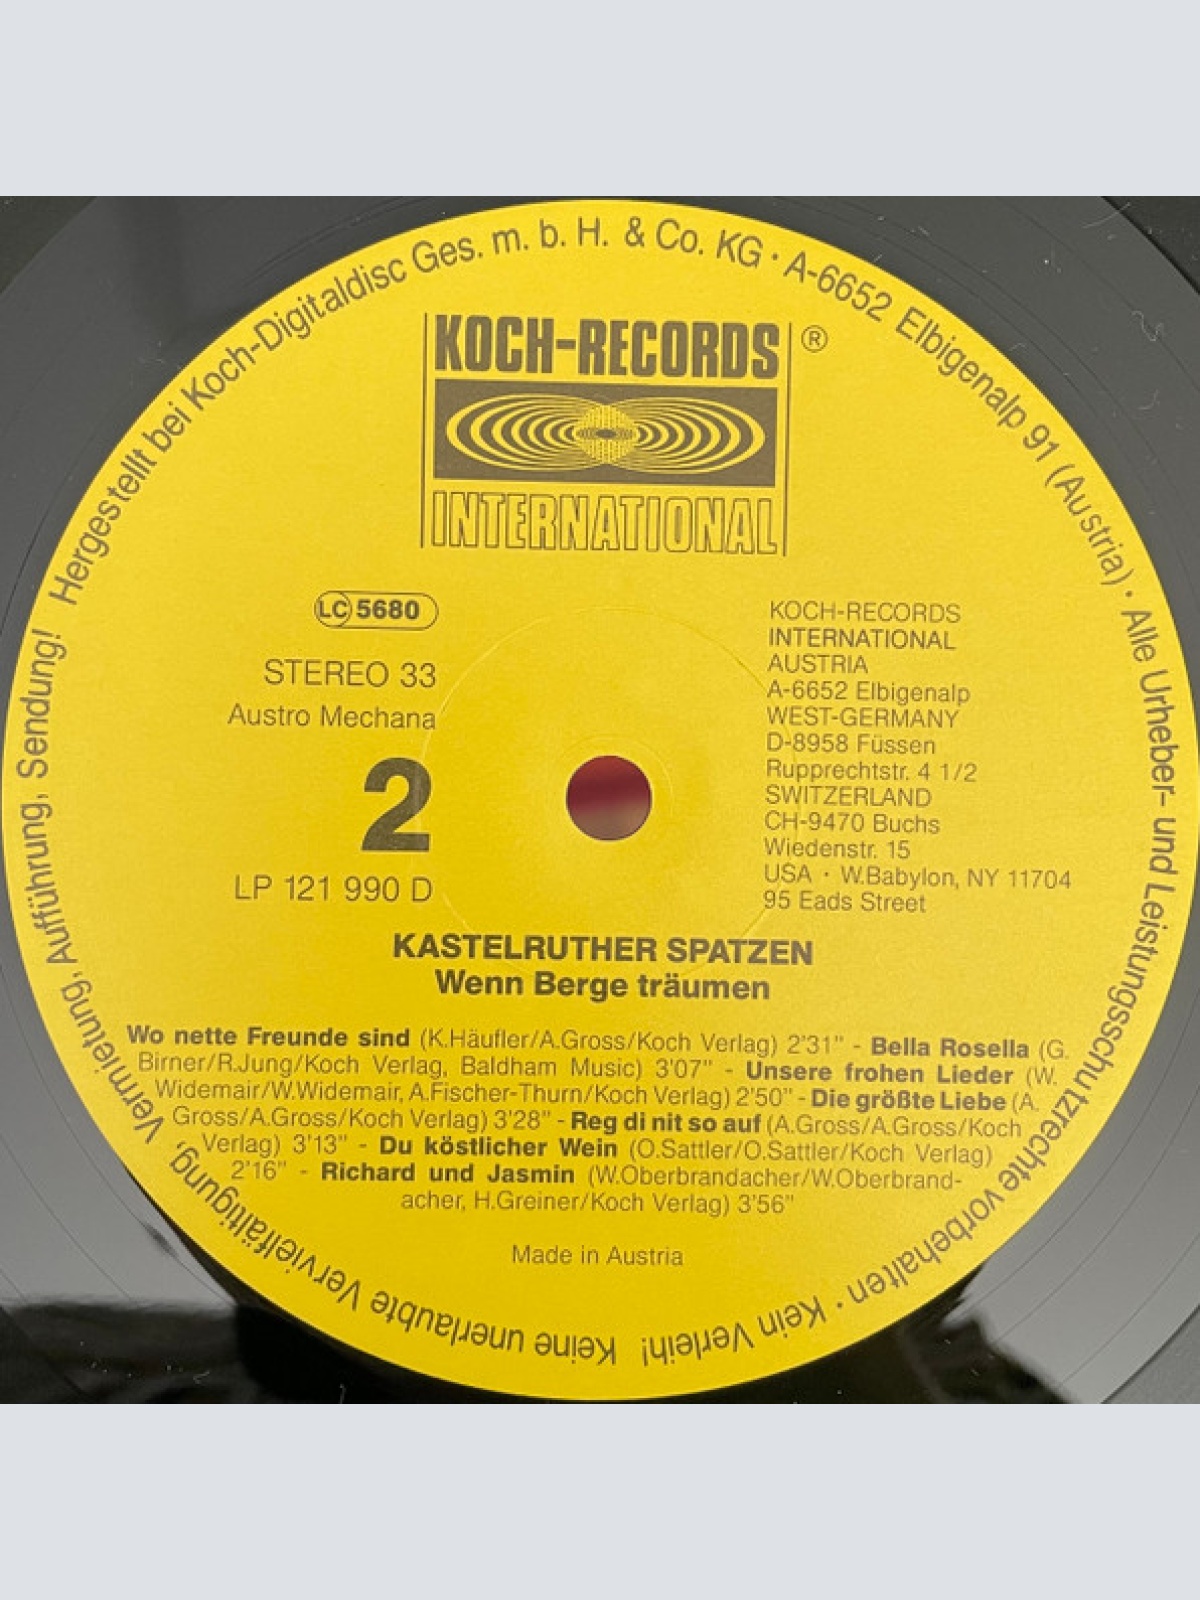 Hergestellt bei Koch-Digitaldisc Ges. m. b. H. & Co. KG · A-6652 Elbigenalp 91 (Austria) · Alle Urheber- und Leistungsschutzrechte vorbehalten · Kein Verleih! Keine unerlaubte Vervielfältigung, Vermietung, Aufführung, Sendung!
KOCH-RECORDS ®
INTERNATIONAL
LC 5680
STEREO 33
Austro Mechana
2
LP 121 990 D
KOCH-RECORDS
INTERNATIONAL
AUSTRIA
A-6652 Elbigenalp
WEST-GERMANY
D-8958 Füssen
Rupprechtstr. 4 1/2
SWITZERLAND
CH-9470 Buchs
Wiedenstr. 15
USA · W.Babylon, NY 11704
95 Eads Street
KASTELRUTHER SPATZEN
Wenn Berge träumen
Wo nette Freunde sind (K.Häufler/A.Gross/Koch Verlag) 2'31" - Bella Rosella (G.
Birner/R.Jung/Koch Verlag, Baldham Music) 3'07" - Unsere frohen Lieder (W.
Widemair/W.Widemair, A.Fischer-Thurn/Koch Verlag) 2'50" - Die größte Liebe (A.
Gross/A.Gross/Koch Verlag) 3'28" - Reg di nit so auf (A.Gross/A.Gross/Koch
Verlag) 3'13" - Du köstlicher Wein (O.Sattler/O.Sattler/Koch Verlag)
2'16" - Richard und Jasmin (W.Oberbrandacher/W.Oberbrand-
acher, H.Greiner/Koch Verlag) 3'56"
Made in Austria